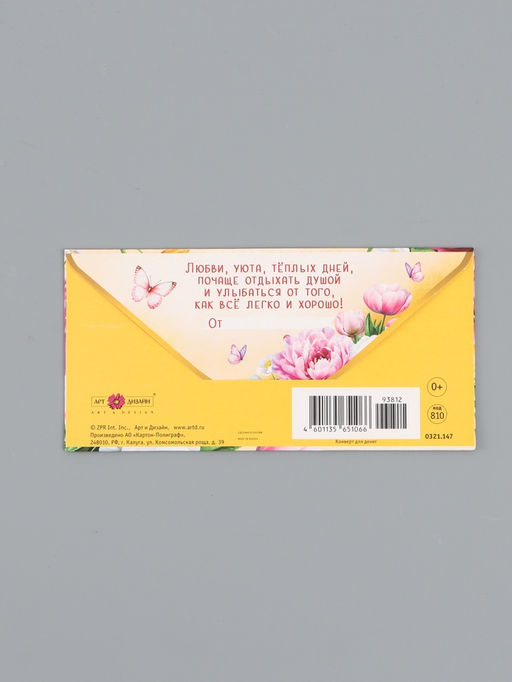 Любви, уюта, тёплых дней,
почаще отдыхать душой
и улыбаться от того,
как всё легко и хорошо!
От
АРТ ДИЗАЙН ®
ART & DESIGN
© ZPR Int. Inc., Арт и Дизайн, www.artd.ru
Произведено АО «Картон-Полиграф»,
248010, РФ, г. Калуга, ул. Комсомольская роща, д. 39
93812
4 601135 651066
Конверт для денег
0+
код
810
0321.147